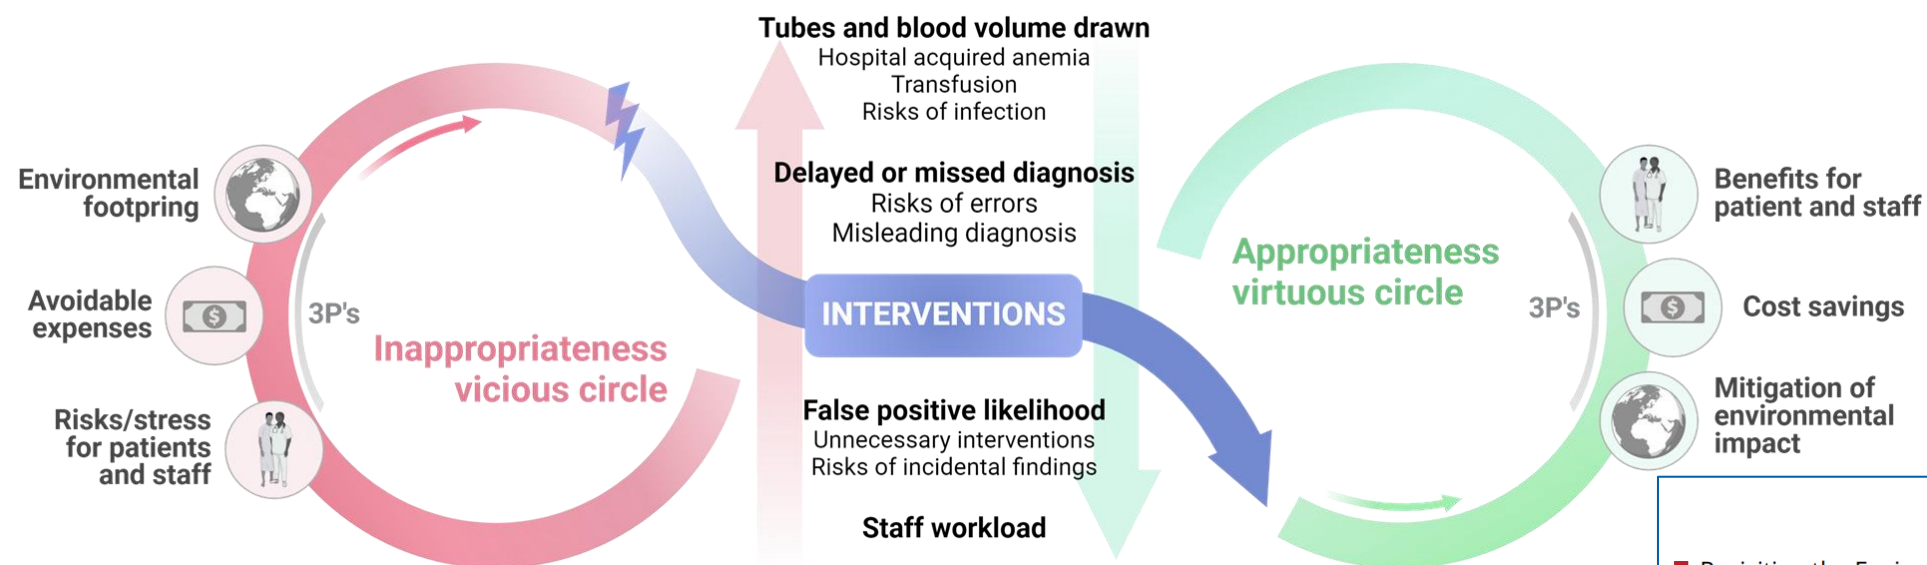 Environmental
footpring
Avoidable
expenses
Risks/stress
for patients
and staff
3P's
Inappropriateness
vicious circle
Tubes and blood volume drawn
Hospital acquired anemia
Transfusion
Risks of infection
Delayed or missed diagnosis
Risks of errors
Misleading diagnosis
INTERVENTIONS
False positive likelihood
Unnecessary interventions
Risks of incidental findings
Staff workload
Appropriateness
virtuous circle
3P's
Benefits for
patient and staff
Cost savings
Mitigation of
environmental
impact